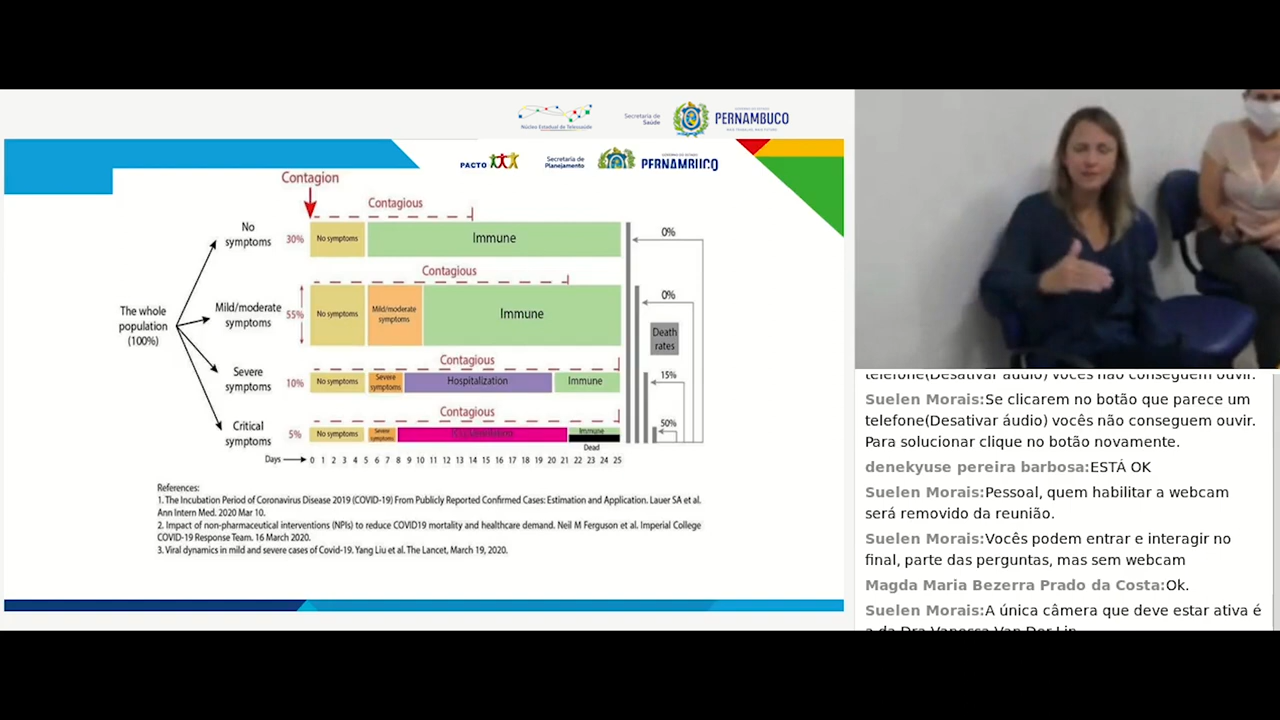 Núcleo Estadual de Telessaúde
Secretaria de
Saúde
PERNAMBUCO
PACTO
Secretaria de
Planejamento
PERNAMBUCO
Contagion
Contagious
No
symptoms
30%
No symptoms
Immune
0%
Contagious
The whole
population
(100%)
Mild/moderate
symptoms
55%
No symptoms
Mild/moderate
symptoms
Immune
0%
Death
rates
Contagious
Severe
symptoms
10%
No symptoms
Severe
symptoms
Hospitalization
Immune
15%
Contagious
Critical
symptoms
5%
No symptoms
Severe
symptoms
Immune
Dead
50%
Days
0 1 2 3 4 5 6 7 8 9 10 11 12 13 14 15 16 17 18 19 20 21 22 23 24 25
References:
1. The Incubation Period of Coronavirus Disease 2019 (COVID-19) From Publicly Reported Confirmed Cases: Estimation and Application. Lauer SA et al.
Ann Intern Med. 2020 Mar 10.
2. Impact of non-pharmaceutical interventions (NPIs) to reduce COVID19 mortality and healthcare demand. Neil M Ferguson et al. Imperial College
COVID-19 Response Team. 16 March 2020.
3. Viral dynamics in mild and severe cases of Covid-19. Yang Liu et al. The Lancet, March 19, 2020.
telefone(Desativar áudio) vocês não conseguem ouvir.
Suelen Morais:Se clicarem no botão que parece um
telefone(Desativar áudio) vocês não conseguem ouvir.
Para solucionar clique no botão novamente.
denekyuse pereira barbosa:ESTÁ OK
Suelen Morais:Pessoal, quem habilitar a webcam
será removido da reunião.
Suelen Morais:Vocês podem entrar e interagir no
final, parte das perguntas, mas sem webcam
Magda Maria Bezerra Prado da Costa:Ok.
Suelen Morais:A única câmera que deve estar ativa é
a da Dra Vanessa Van Der Lin